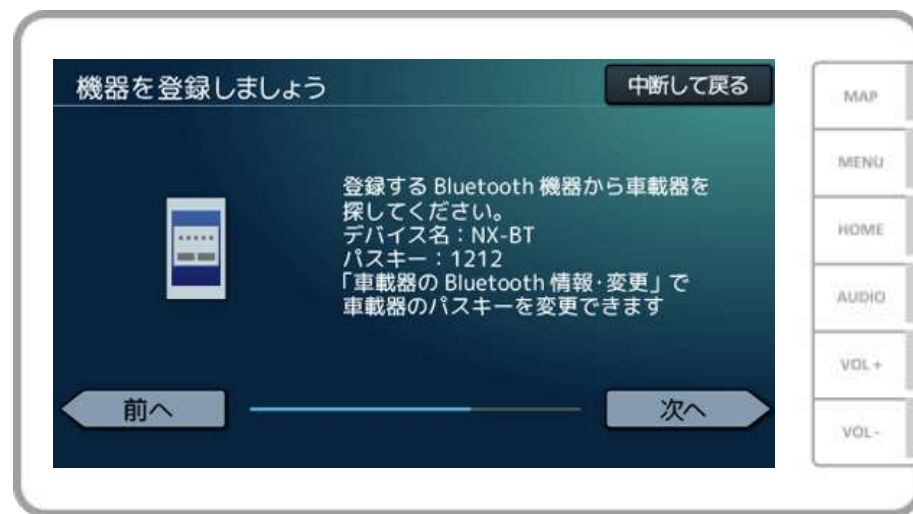 機器を登録しましょう
中断して戻る
登録する Bluetooth 機器から車載器を
探してください。
デバイス名：NX-BT
パスキー：1212
「車載器の Bluetooth 情報・変更」で
車載器のパスキーを変更できます
前へ
次へ
MAP
MENU
HOME
AUDIO
VOL +
VOL -